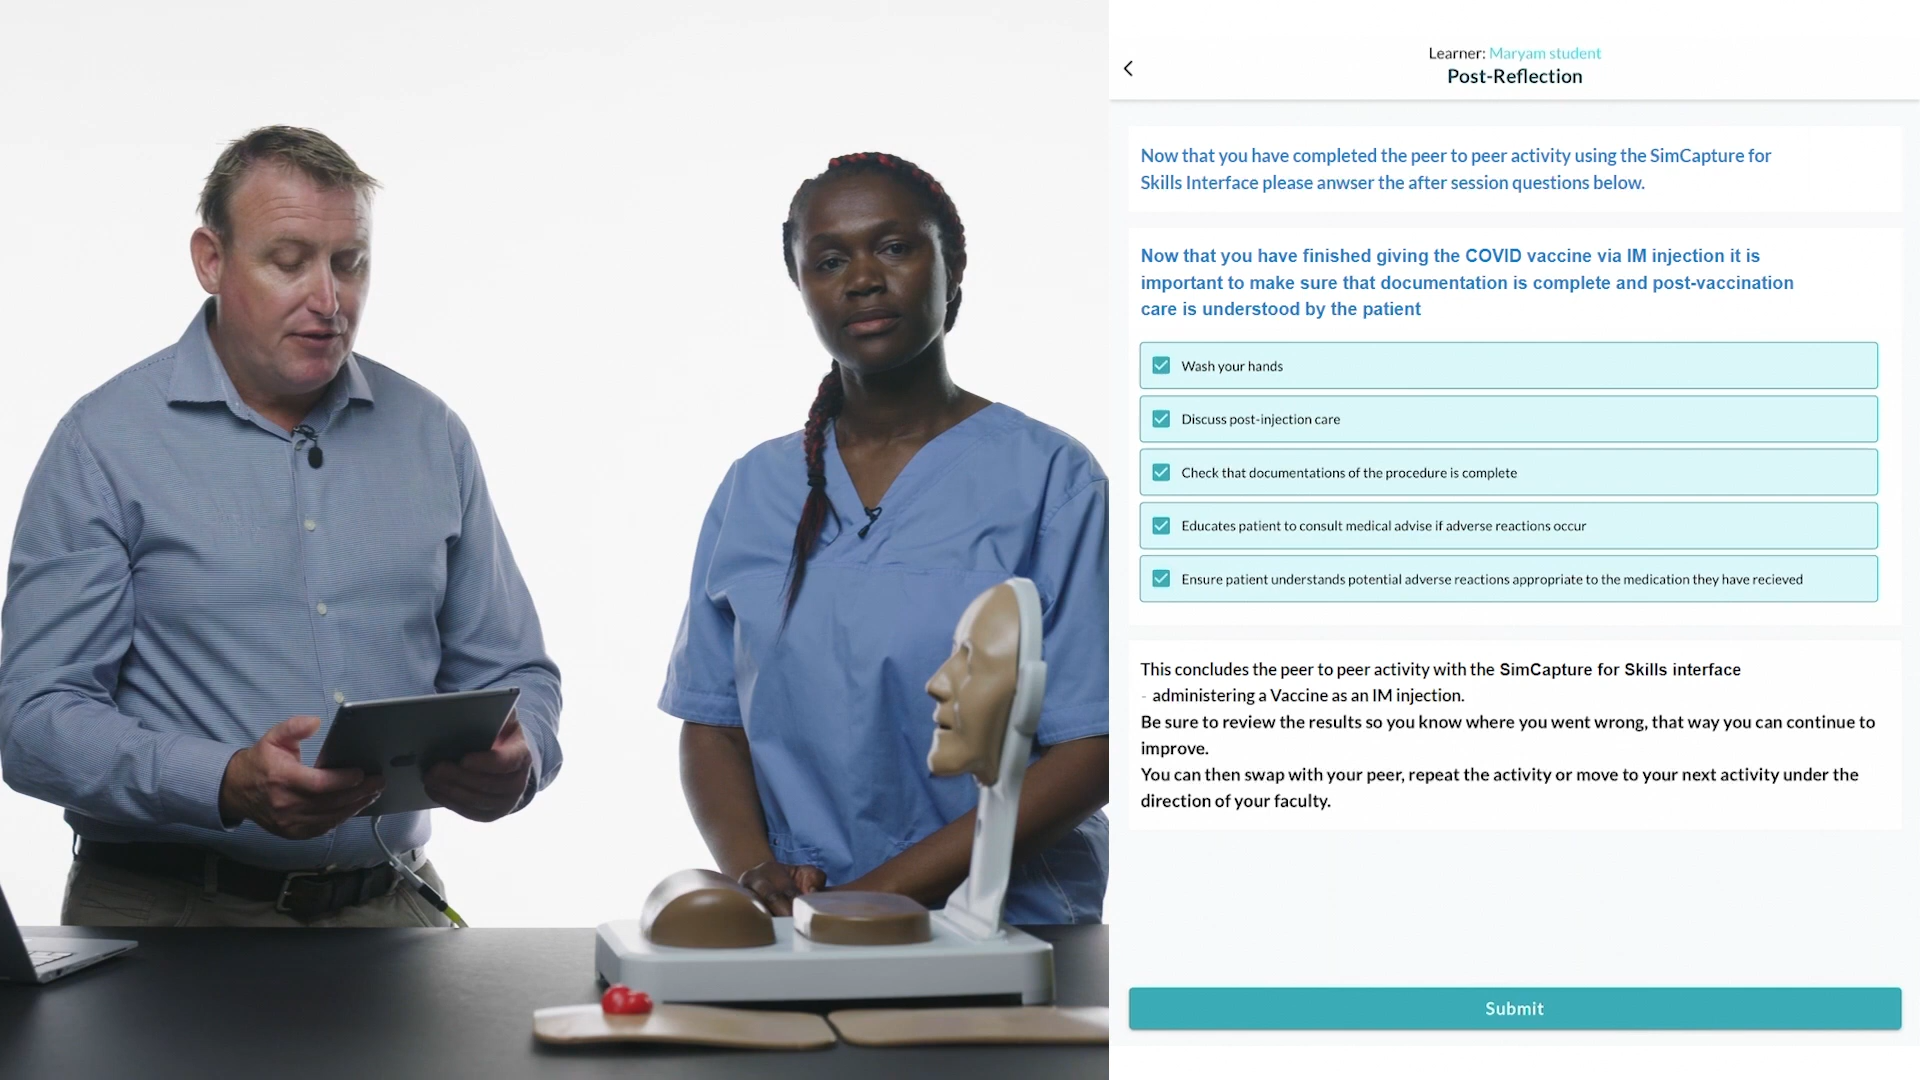 Learner: Maryam student
Post-Reflection
Now that you have completed the peer to peer activity using the SimCapture for
Skills Interface please anwser the after session questions below.
Now that you have finished giving the COVID vaccine via IM injection it is
important to make sure that documentation is complete and post-vaccination
care is understood by the patient
Wash your hands
Discuss post-injection care
Check that documentations of the procedure is complete
Educates patient to consult medical advise if adverse reactions occur
Ensure patient understands potential adverse reactions appropriate to the medication they have recieved
This concludes the peer to peer activity with the SimCapture for Skills interface
- administering a Vaccine as an IM injection.
Be sure to review the results so you know where you went wrong, that way you can continue to
improve.
You can then swap with your peer, repeat the activity or move to your next activity under the
direction of your faculty.
Submit